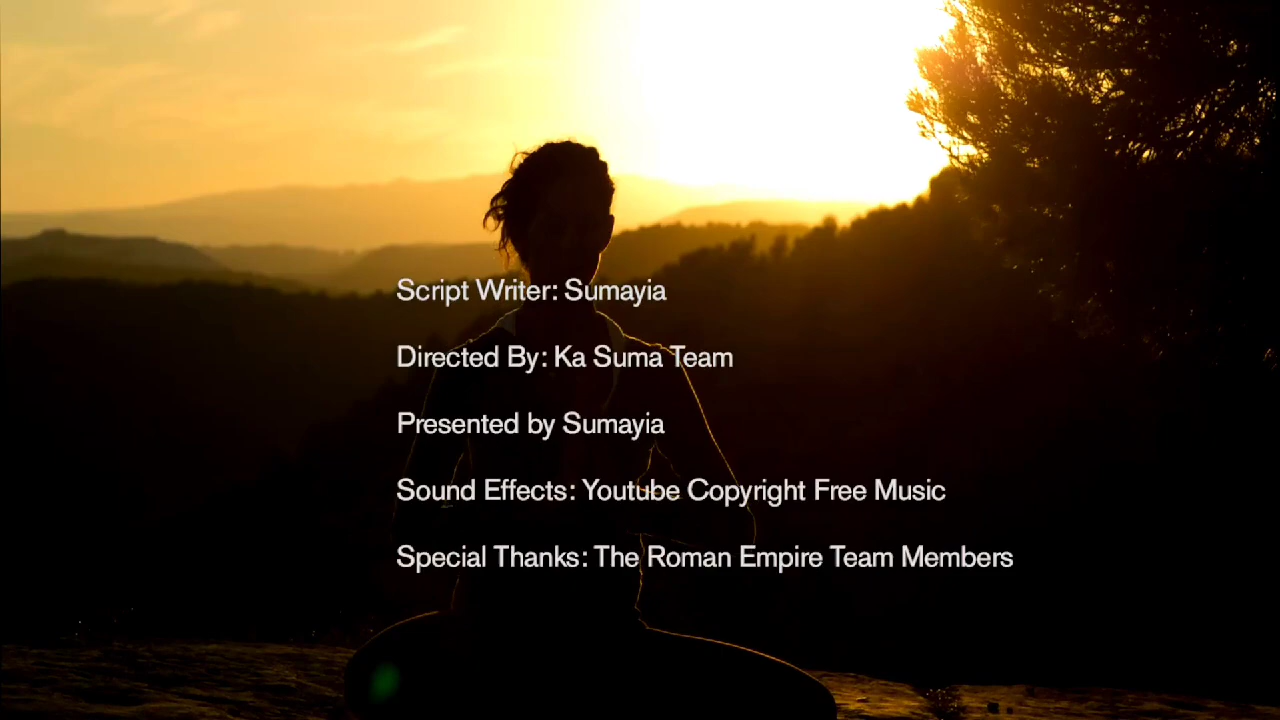 Script Writer: Sumayia
Directed By: Ka Suma Team
Presented by Sumayia
Sound Effects: Youtube Copyright Free Music
Special Thanks: The Roman Empire Team Members